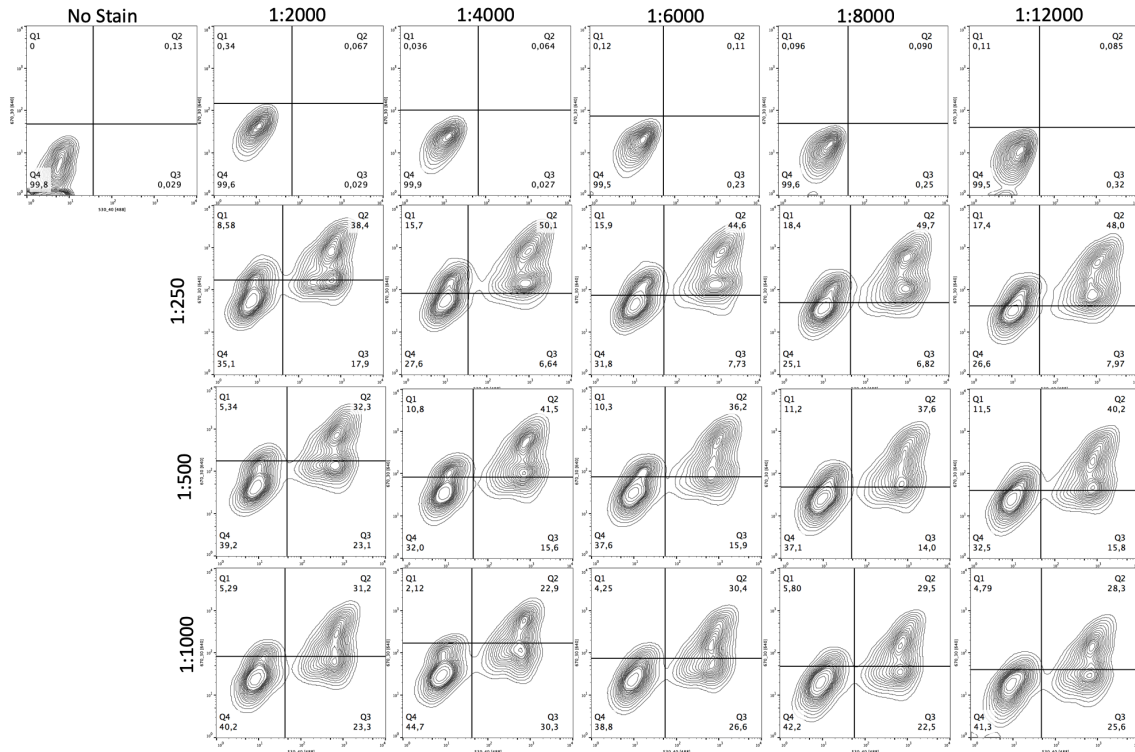 No Stain
1:2000
1:4000
1:6000
1:8000
1:12000
Q1
0
Q2
0,13
Q4
99,8
Q3
0,029
670_30 [640]
530_40 [488]
Q1
0,34
Q2
0,067
Q4
99,6
Q3
0,029
Q1
0,036
Q2
0,064
Q4
99,9
Q3
0,027
Q1
0,12
Q2
0,11
Q4
99,5
Q3
0,23
Q1
0,096
Q2
0,090
Q4
99,6
Q3
0,25
Q1
0,11
Q2
0,085
Q4
99,5
Q3
0,32
1:250
Q1
8,58
Q2
38,4
Q4
35,1
Q3
17,9
Q1
15,7
Q2
50,1
Q4
27,6
Q3
6,64
Q1
15,9
Q2
44,6
Q4
31,8
Q3
7,73
Q1
18,4
Q2
49,7
Q4
25,1
Q3
6,82
Q1
17,4
Q2
48,0
Q4
26,6
Q3
7,97
1:500
Q1
5,34
Q2
32,3
Q4
39,2
Q3
23,1
Q1
10,8
Q2
41,5
Q4
32,0
Q3
15,6
Q1
10,3
Q2
36,2
Q4
37,6
Q3
15,9
Q1
11,2
Q2
37,6
Q4
37,1
Q3
14,0
Q1
11,5
Q2
40,2
Q4
32,5
Q3
15,8
1:1000
Q1
5,29
Q2
31,2
Q4
40,2
Q3
23,3
Q1
2,12
Q2
22,9
Q4
44,7
Q3
30,3
Q1
4,25
Q2
30,4
Q4
38,8
Q3
26,6
Q1
5,80
Q2
29,5
Q4
42,2
Q3
22,5
Q1
4,79
Q2
28,3
Q4
41,3
Q3
25,6